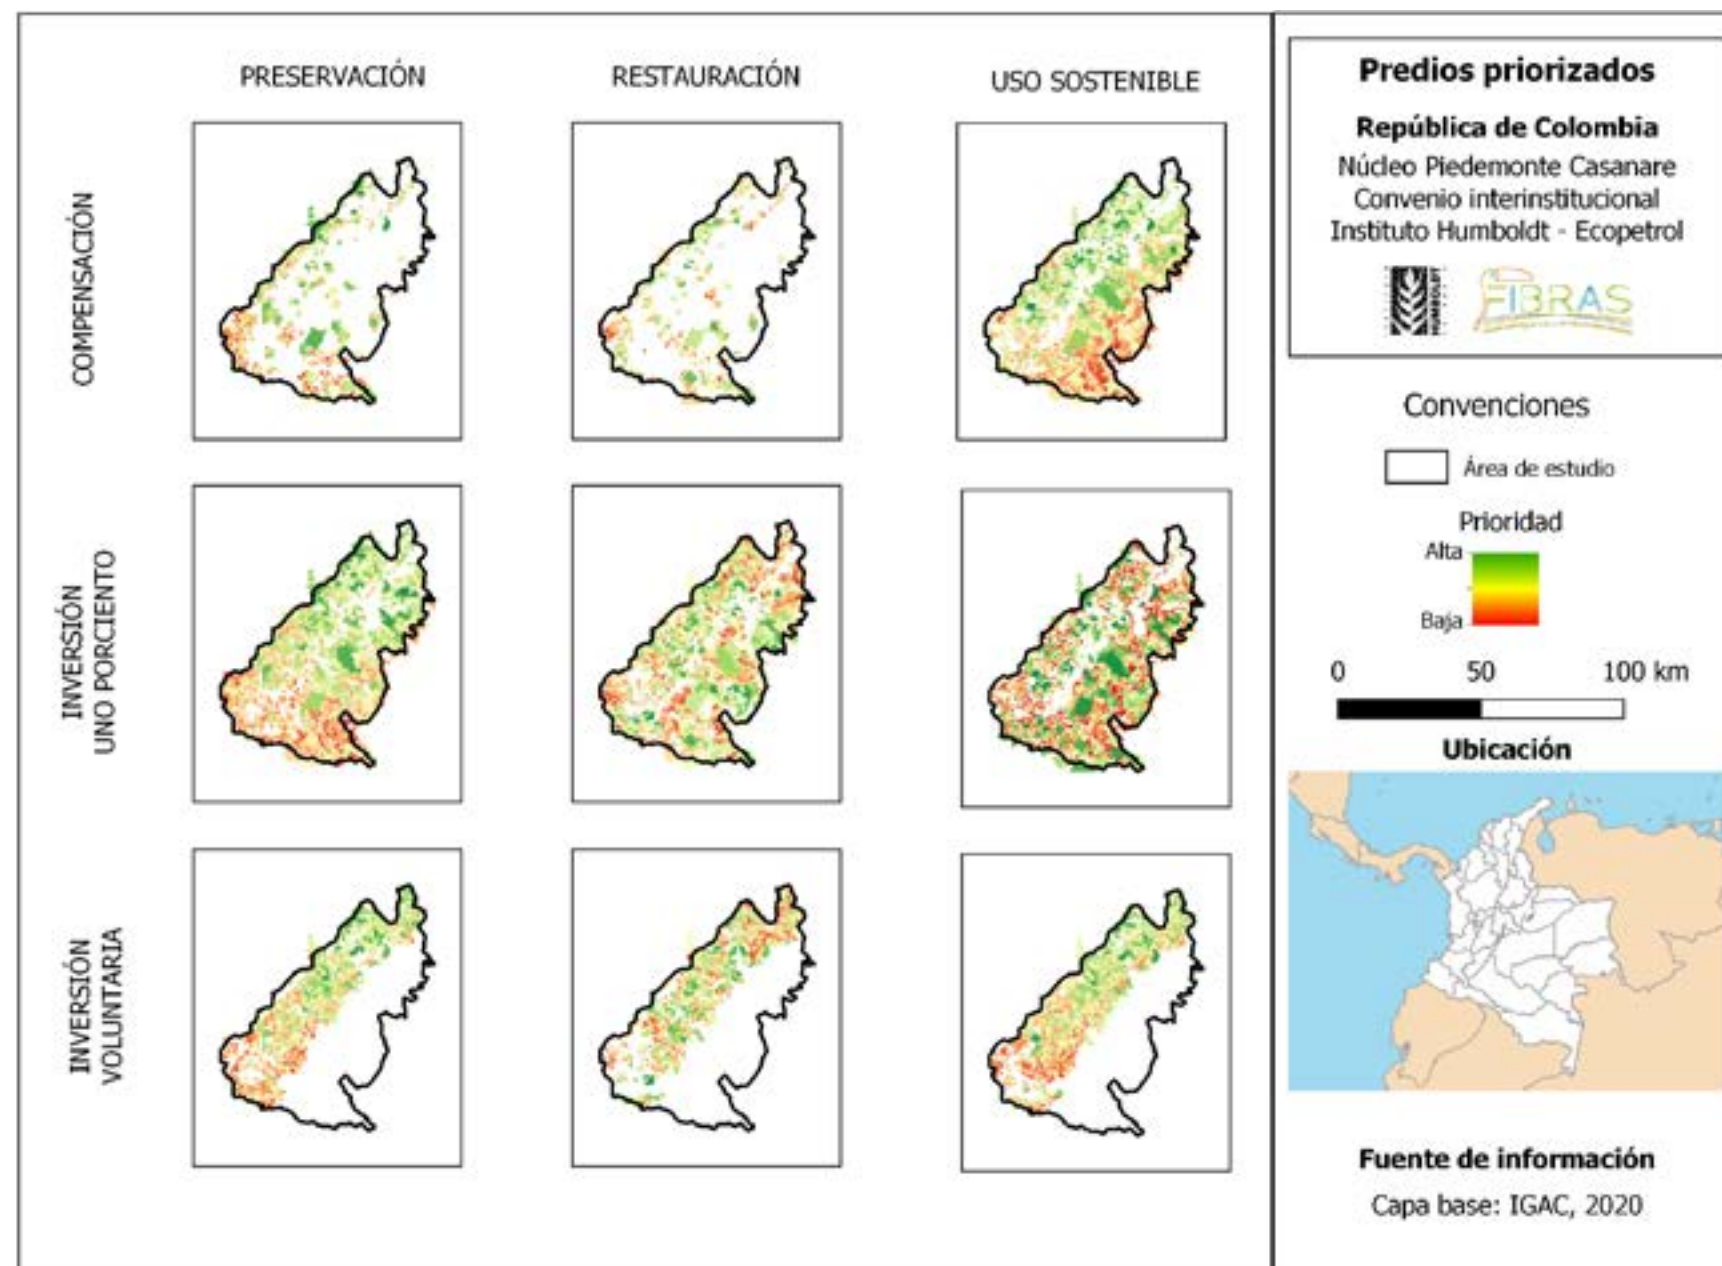 PRESERVACIÓN
RESTAURACIÓN
USO SOSTENIBLE
COMPENSACIÓN
INVERSIÓN
UNO PORCIENTO
INVERSIÓN
VOLUNTARIA
Predios priorizados
República de Colombia
Núcleo Piedemonte Casanare
Convenio interinstitucional
Instituto Humboldt - Ecopetrol
HUMBOLDT
FIBRAS
Convenciones
Área de estudio
Prioridad
Alta
Baja
0 50 100 km
Ubicación
Fuente de información
Capa base: IGAC, 2020